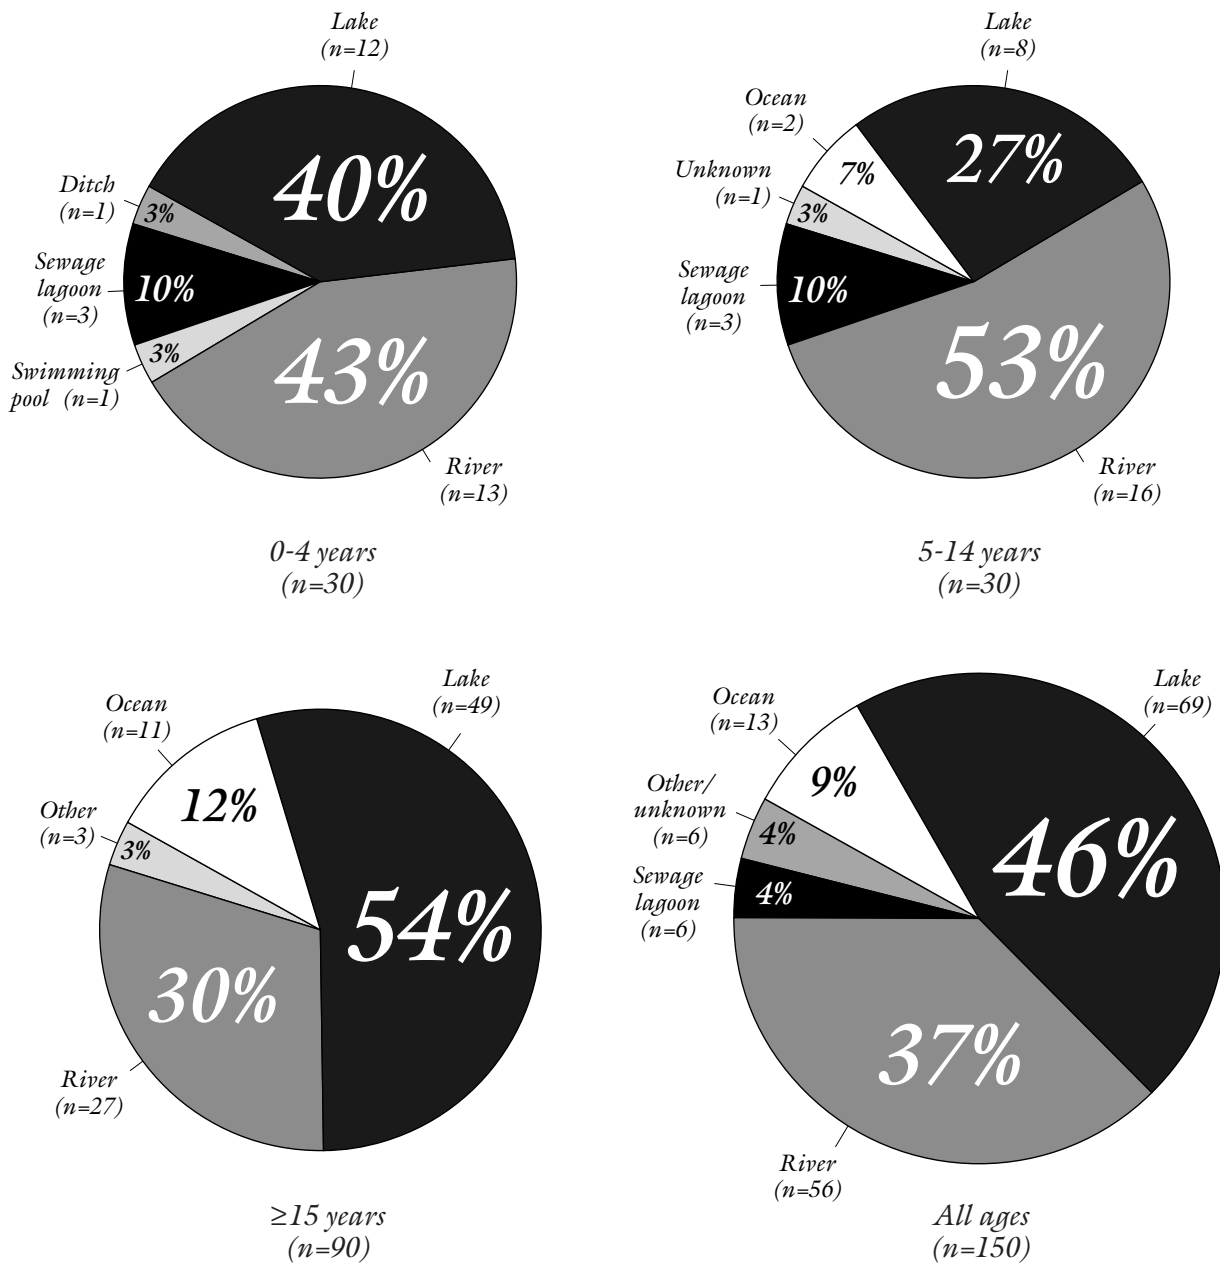 Lake
(n=12)
Ditch
(n=1)
Sewage
lagoon
(n=3)
Swimming
pool (n=1)
River
(n=13)
40%
3%
10%
3%
43%
0-4 years
(n=30)
Lake
(n=8)
Ocean
(n=2)
Unknown
(n=1)
Sewage
lagoon
(n=3)
River
(n=16)
27%
7%
3%
10%
53%
5-14 years
(n=30)
Lake
(n=49)
Ocean
(n=11)
Other
(n=3)
River
(n=27)
54%
12%
3%
30%
≥15 years
(n=90)
Lake
(n=69)
Ocean
(n=13)
Other/
unknown
(n=6)
Sewage
lagoon
(n=6)
River
(n=56)
46%
9%
4%
4%
37%
All ages
(n=150)